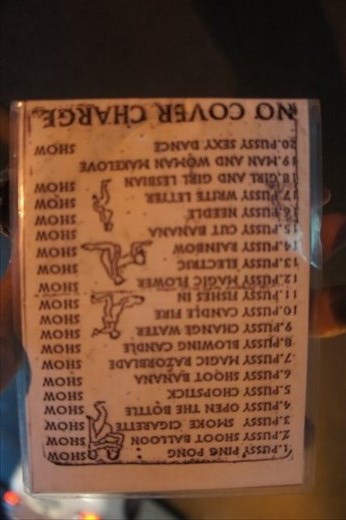 1.PUSSY PING PONG SHOW
2.PUSSY SHOOT BALLOON SHOW
3.PUSSY SMOKE CIGARETTE SHOW
4.PUSSY OPEN THE BOTTLE SHOW
5.PUSSY CHOPSTICK SHOW
6.PUSSY SHOOT BANANA SHOW
7.PUSSY MAGIC RAZORBLADE SHOW
8.PUSSY BLOWING CANDLE SHOW
9.PUSSY CHANGE WATER SHOW
10.PUSSY CANDLE FIRE SHOW
11.PUSSY FISHES IN SHOW
12.PUSSY MAGIC FLOWER SHOW
13.PUSSY ELECTRIC SHOW
14.PUSSY RAINBOW SHOW
15.PUSSY CUT BANANA SHOW
16.PUSSY NEEDLE SHOW
17.PUSSY WRITE LETTER SHOW
18.GIRL AND GIRL LESBIAN SHOW
19.MAN AND WOMAN MAKELOVE
20.PUSSY SEXY DANCE SHOW
NO COVER CHARGE